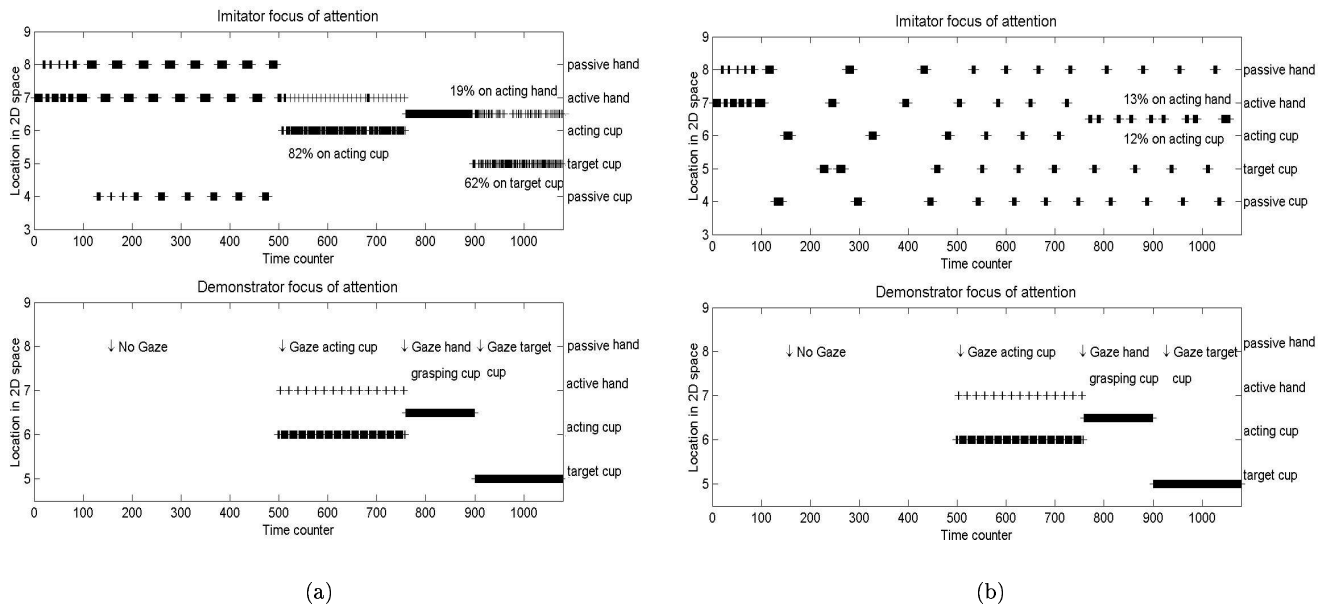 Imitator focus of attention
Location in 2D space
9
8
7
6
5
4
3
passive hand
active hand
acting cup
target cup
passive cup
19% on acting hand
82% on acting cup
62% on target cup
0 100 200 300 400 500 600 700 800 900 1000
Time counter
Demonstrator focus of attention
Location in 2D space
9
8
7
6
5
↓ No Gaze ↓ Gaze acting cup ↓ Gaze hand ↓ Gaze target
grasping cup cup
passive hand
active hand
acting cup
target cup
0 100 200 300 400 500 600 700 800 900 1000
Time counter
(a)
Imitator focus of attention
Location in 2D space
9
8
7
6
5
4
3
passive hand
active hand
acting cup
target cup
passive cup
13% on acting hand
12% on acting cup
0 100 200 300 400 500 600 700 800 900 1000
Time counter
Demonstrator focus of attention
Location in 2D space
9
8
7
6
5
↓ No Gaze ↓ Gaze acting cup ↓ Gaze hand ↓ Gaze target
grasping cup cup
passive hand
active hand
acting cup
target cup
0 100 200 300 400 500 600 700 800 900 1000
Time counter
(b)